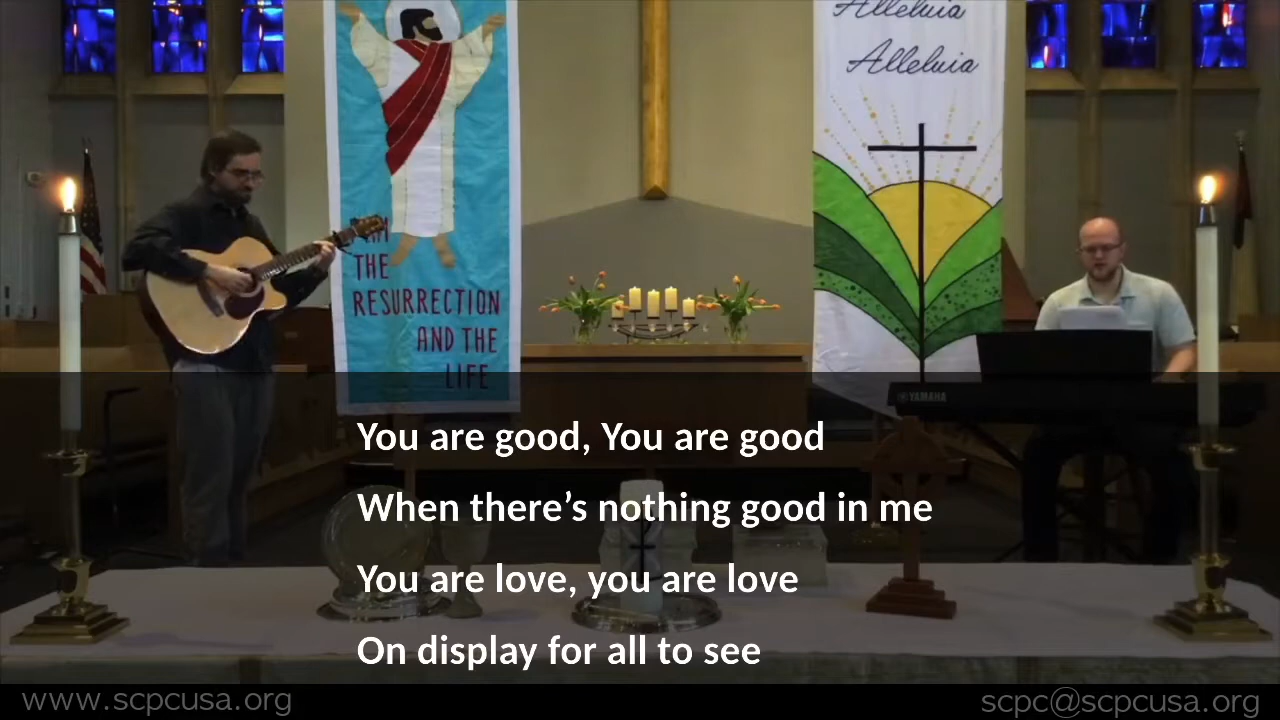 Alleluia
Alleluia
I AM
THE
RESURRECTION
AND THE
LIFE
YAMAHA
You are good, You are good
When there’s nothing good in me
You are love, you are love
On display for all to see
www.scpcusa.org
scpc@scpcusa.org